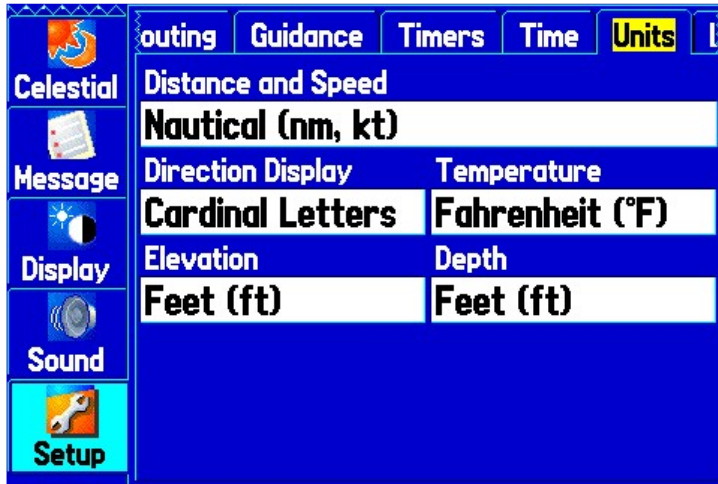 outing Guidance Timers Time Units
Celestial
Distance and Speed
Nautical (nm, kt)
Message
Direction Display Temperature
Cardinal Letters Fahrenheit (°F)
Display
Elevation Depth
Feet (ft) Feet (ft)
Sound
Setup